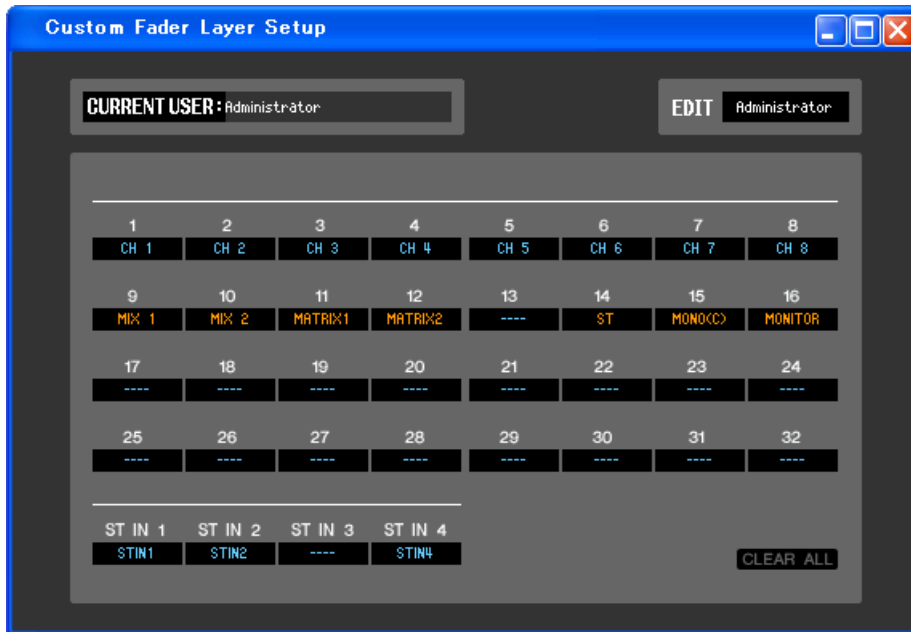 Custom Fader Layer Setup
CURRENT USER: Administrator
EDIT Administrator
1 2 3 4 5 6 7 8
CH 1 CH 2 CH 3 CH 4 CH 5 CH 6 CH 7 CH 8
9 10 11 12 13 14 15 16
MIX 1 MIX 2 MATRIX1 MATRIX2 ---- ST MONO(C) MONITOR
17 18 19 20 21 22 23 24
---- ---- ---- ---- ---- ---- ---- ----
25 26 27 28 29 30 31 32
---- ---- ---- ---- ---- ---- ---- ----
ST IN 1 ST IN 2 ST IN 3 ST IN 4
STIN1 STIN2 ---- STIN4
CLEAR ALL